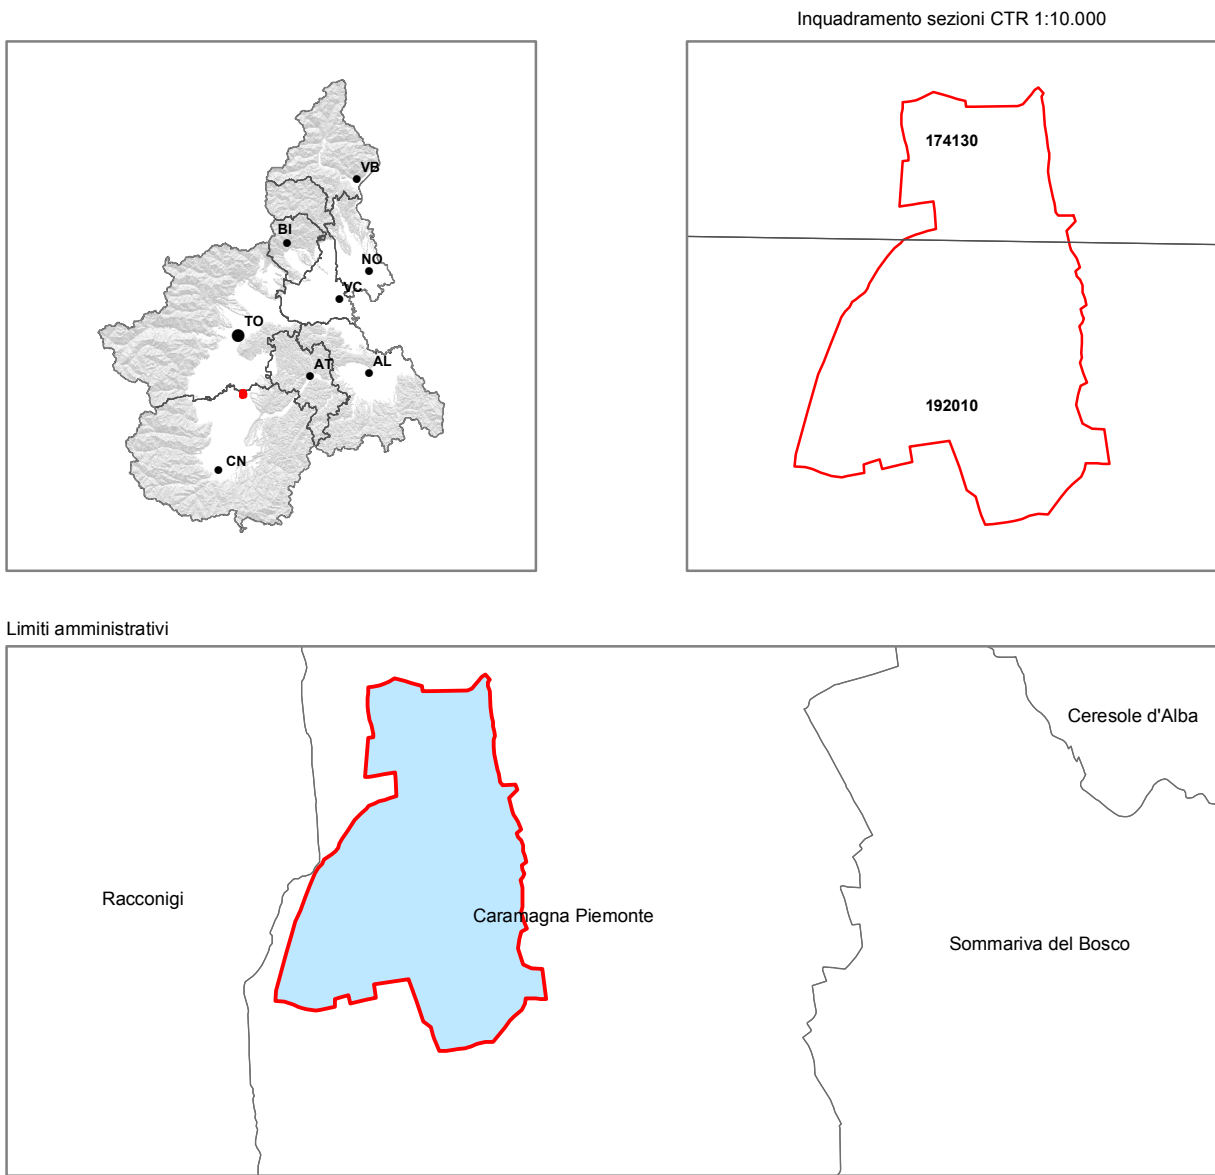 Inquadramento sezioni CTR 1:10.000
VB
BI
NO
VC
TO
AT
AL
CN
174130
192010
Limiti amministrativi
Ceresole d'Alba
Racconigi
Caramagna Piemonte
Sommariva del Bosco